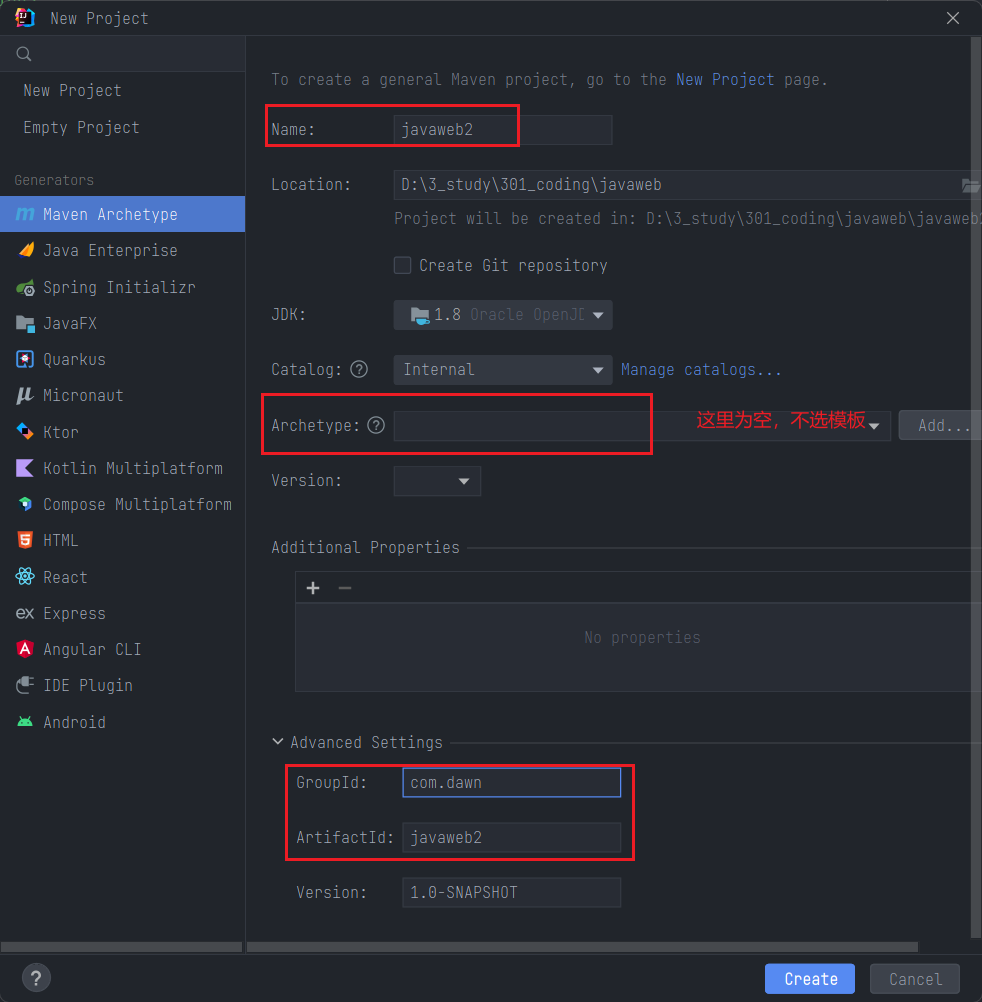 New Project
New Project
Empty Project
Generators
Maven Archetype
Java Enterprise
Spring Initializr
JavaFX
Quarkus
Micronaut
Ktor
Kotlin Multiplatform
Compose Multiplatform
HTML
React
Express
Angular CLI
IDE Plugin
Android
To create a general Maven project, go to the New Project page.
Name: javaweb2
Location: D:\3_study\301_coding\javaweb
Project will be created in: D:\3_study\301_coding\javaweb\javaweb2
Create Git repository
JDK: 1.8 Oracle OpenJD
Catalog: ? Internal Manage catalogs...
Archetype: ? 这里为空，不选模板 Add...
Version:
Additional Properties
+ −
No properties
Advanced Settings
GroupId: com.dawn
ArtifactId: javaweb2
Version: 1.0-SNAPSHOT
? Create Cancel